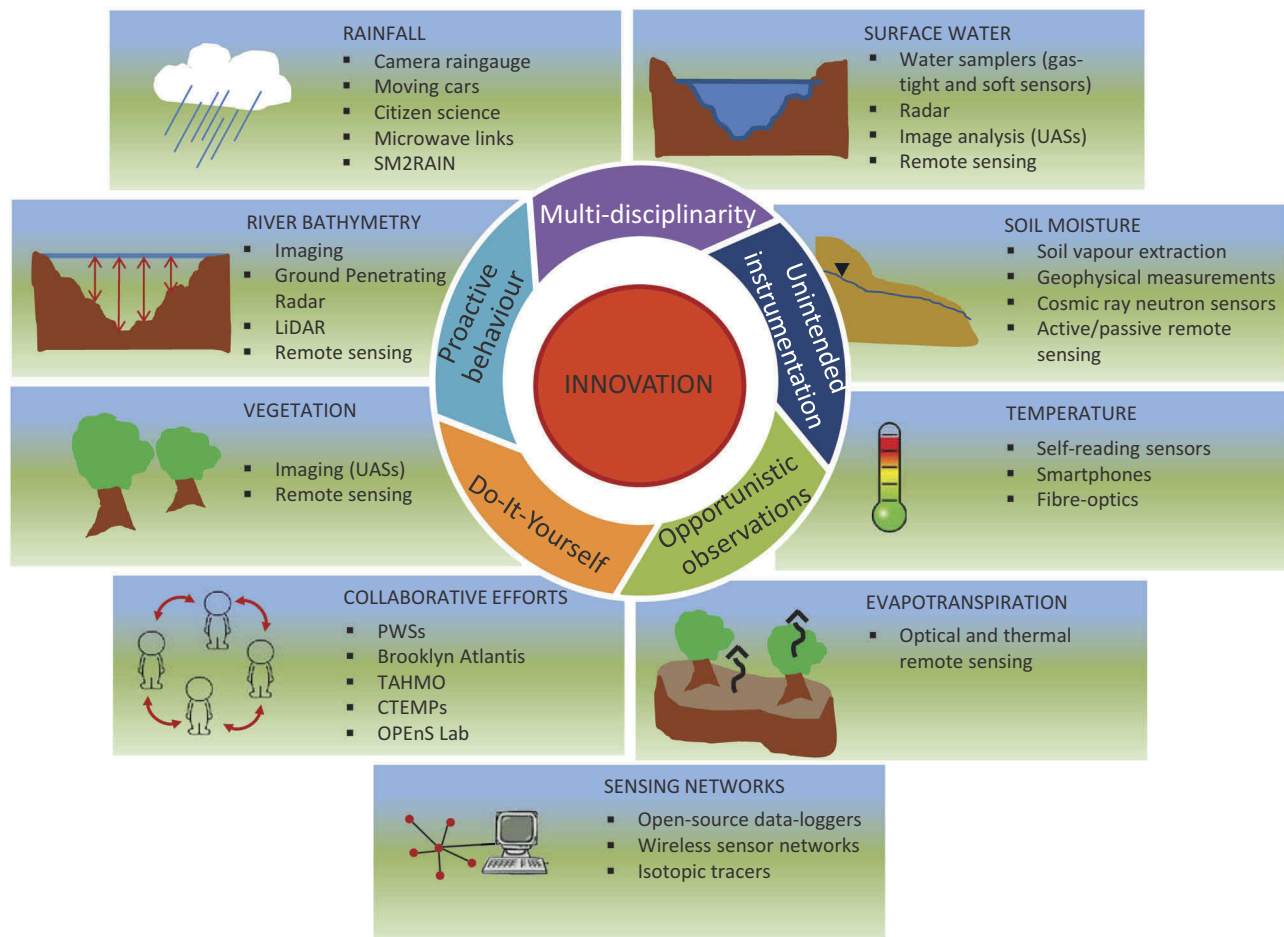 RAINFALL
▪ Camera raingauge
▪ Moving cars
▪ Citizen science
▪ Microwave links
▪ SM2RAIN
SURFACE WATER
▪ Water samplers (gas-
tight and soft sensors)
▪ Radar
▪ Image analysis (UASs)
▪ Remote sensing
RIVER BATHYMETRY
▪ Imaging
▪ Ground Penetrating
Radar
▪ LiDAR
▪ Remote sensing
Multi-disciplinarity
Unintended
instrumentation
Opportunistic
observations
Do-It-Yourself
Proactive
behaviour
INNOVATION
SOIL MOISTURE
▪ Soil vapour extraction
▪ Geophysical measurements
▪ Cosmic ray neutron sensors
▪ Active/passive remote
sensing
VEGETATION
▪ Imaging (UASs)
▪ Remote sensing
TEMPERATURE
▪ Self-reading sensors
▪ Smartphones
▪ Fibre-optics
COLLABORATIVE EFFORTS
▪ PWSs
▪ Brooklyn Atlantis
▪ TAHMO
▪ CTEMPs
▪ OPEnS Lab
EVAPOTRANSPIRATION
▪ Optical and thermal
remote sensing
SENSING NETWORKS
▪ Open-source data-loggers
▪ Wireless sensor networks
▪ Isotopic tracers